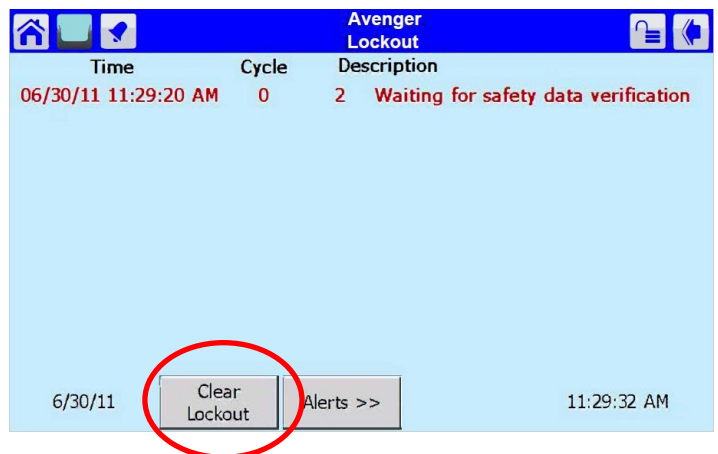 Avenger
Lockout
Time Cycle Description
06/30/11 11:29:20 AM 0 2 Waiting for safety data verification
6/30/11 Clear Lockout Alerts >> 11:29:32 AM